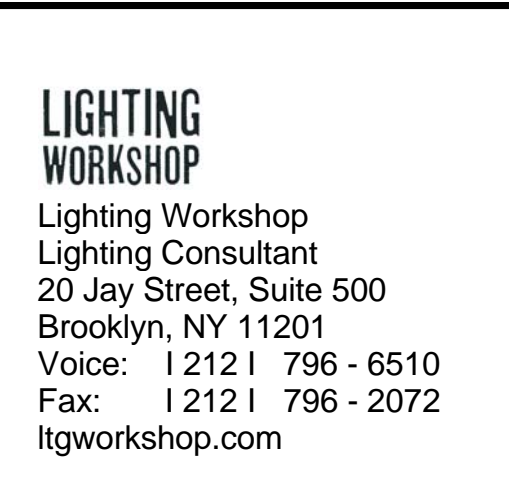 LIGHTING
WORKSHOP
Lighting Workshop
Lighting Consultant
20 Jay Street, Suite 500
Brooklyn, NY 11201
Voice: I 212 I 796 - 6510
Fax: I 212 I 796 - 2072
ltgworkshop.com